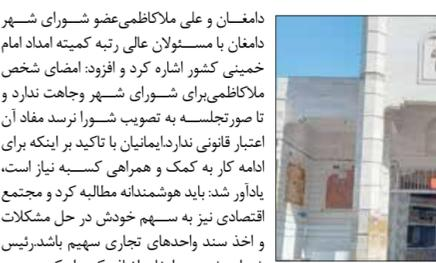 دامغـــان و علی ملاکاظمی‌عضو شـــورای شـــهر
دامغان با مســـئولان عالی رتبه کمیته امداد امام
خمینی کشور اشاره کرد و افزود: امضای شخص
ملاکاظمی‌برای شـــورای شـــهر وجاهت ندارد و
تا صورتجلســـه به تصویب شـــورا نرسد مفاد آن
اعتبار قانونی ندارد.ایمانیان با تاکید بر اینکه برای
ادامه کار به کمک و همراهی کســـبه نیاز است،
یادآور شد: باید هوشمندانه مطالبه کرد و مجتمع
اقتصادی نیز به ســـهم خودش در حل مشکلات
و اخذ سند واحدهای تجاری سهیم باشد.رئیس